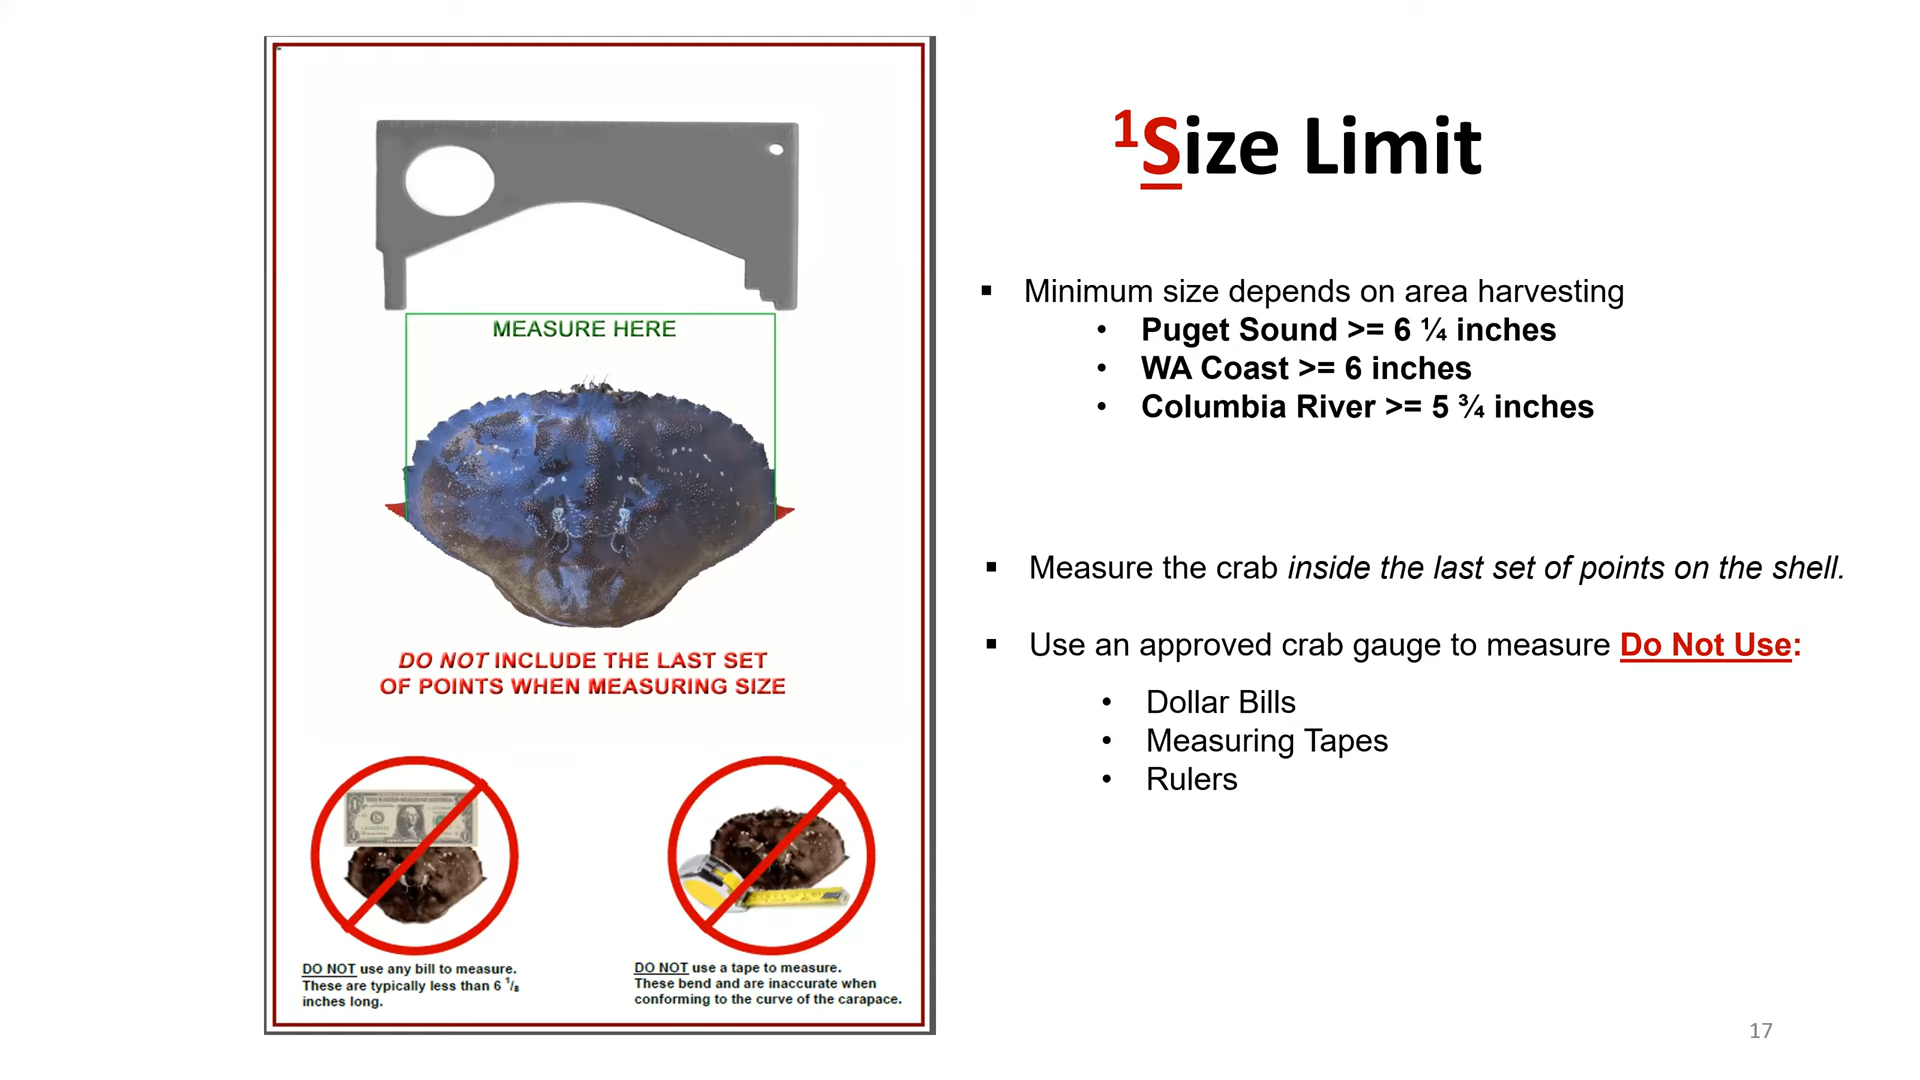 ¹Size Limit
▪ Minimum size depends on area harvesting
• Puget Sound >= 6 ¼ inches
• WA Coast >= 6 inches
• Columbia River >= 5 ¾ inches
▪ Measure the crab inside the last set of points on the shell.
▪ Use an approved crab gauge to measure Do Not Use:
• Dollar Bills
• Measuring Tapes
• Rulers
MEASURE HERE
DO NOT INCLUDE THE LAST SET
OF POINTS WHEN MEASURING SIZE
DO NOT use any bill to measure.
These are typically less than 6 ¹/₈
inches long.
DO NOT use a tape to measure.
These bend and are inaccurate when
conforming to the curve of the carapace.
17